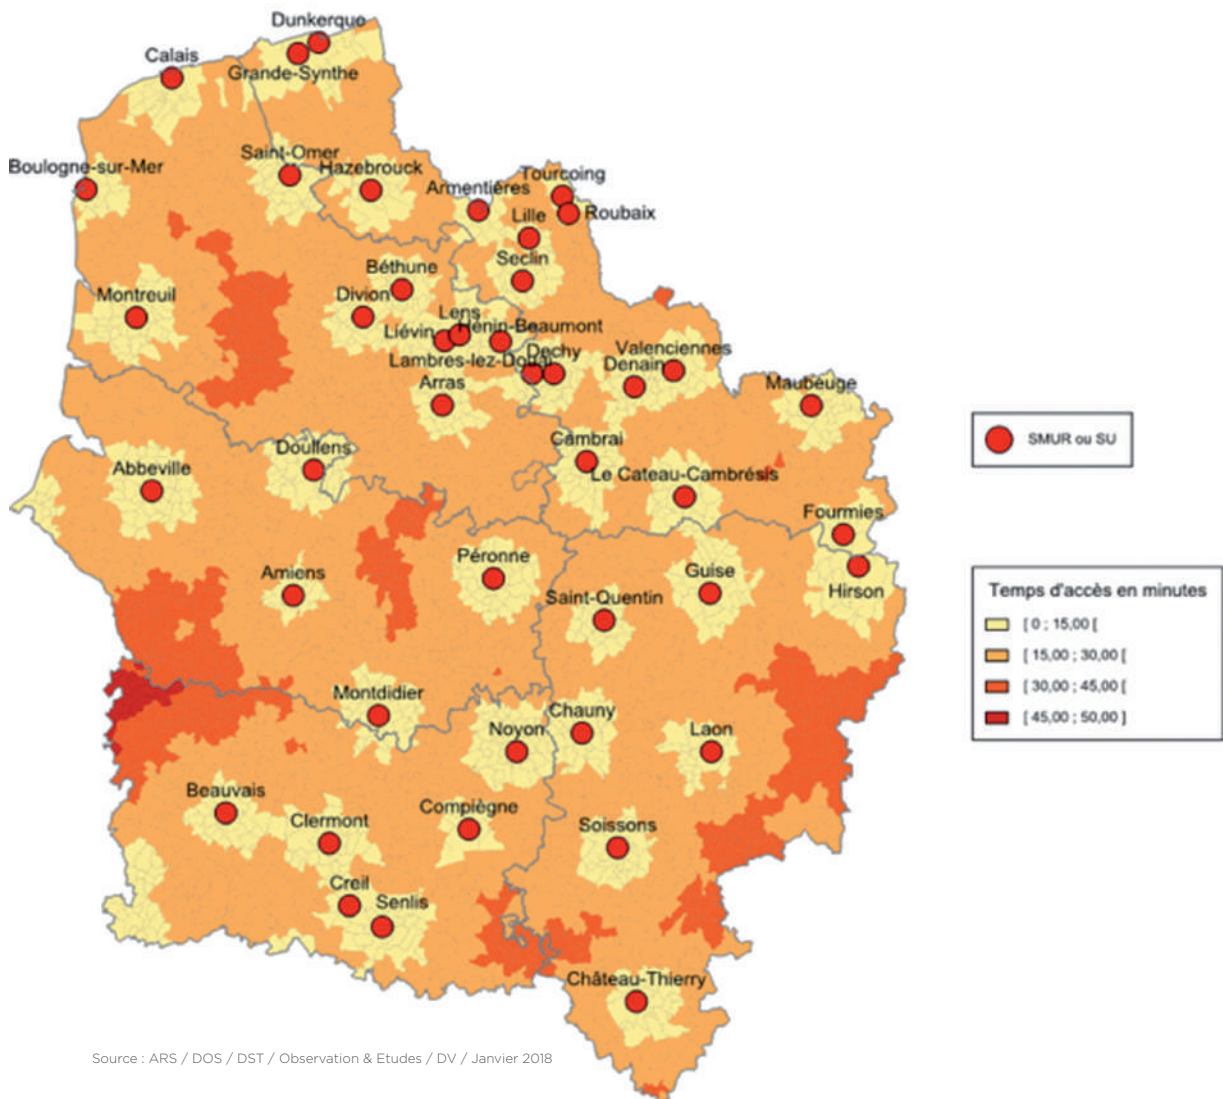 Dunkerque
Calais
Grande-Synthe
Saint-Omer
Boulogne-sur-Mer
Hazebrouck
Tourcoing
Armentières
Roubaix
Lille
Seclin
Béthune
Montreuil
Divion
Lens
Liévin
Hénin-Beaumont
Lambres-lez-Douai
Dechy
Valenciennes
Denain
Arras
Maubeuge
Cambrai
Doullens
Abbeville
Le Cateau-Cambrésis
Fourmies
Péronne
Amiens
Guise
Hirson
Saint-Quentin
Montdidier
Chauny
Noyon
Laon
Beauvais
Compiègne
Clermont
Soissons
Creil
Senlis
Château-Thierry
SMUR ou SU
Temps d'accès en minutes
[ 0 ; 15,00 [
[ 15,00 ; 30,00 [
[ 30,00 ; 45,00 [
[ 45,00 ; 50,00 ]
Source : ARS / DOS / DST / Observation & Etudes / DV / Janvier 2018